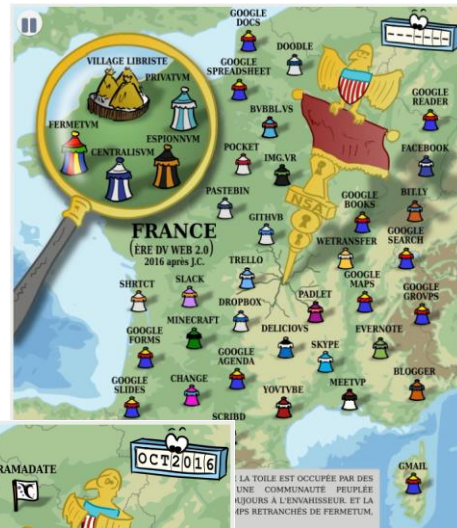 GOOGLE
DOCS
DOODLE
VILLAGE LIBRISTE
PRIVATVM
GOOGLE
SPREADSHEET
GOOGLE
READER
FERMETVM
ESPIONNVM
CENTRALISVM
BVBBL.VS
POCKET
IMG.VR
FACEBOOK
PASTEBIN
NSA
GOOGLE
BOOKS
BIT.LY
GITHVB
FRANCE
(ÈRE DV WEB 2.0)
2016 après J.C.
WETRANSFER
GOOGLE
SEARCH
TRELLO
GOOGLE
MAPS
SHRTCT
SLACK
PADLET
GOOGLE
GROVPS
DROPBOX
MINECRAFT
DELICIOVS
EVERNOTE
GOOGLE
FORMS
GOOGLE
AGENDA
SKYPE
GOOGLE
SLIDES
CHANGE
YOVTVBE
MEETVP
BLOGGER
SCRIBD
RAMADATE
OCT2016
GMAIL
LA TOILE EST OCCUPÉE PAR DES
UNE COMMUNAUTÉ PEUPLÉE
UJOURS À L'ENVAHISSEUR. ET LA
MPS RETRANCHÉS DE FERMETUM,